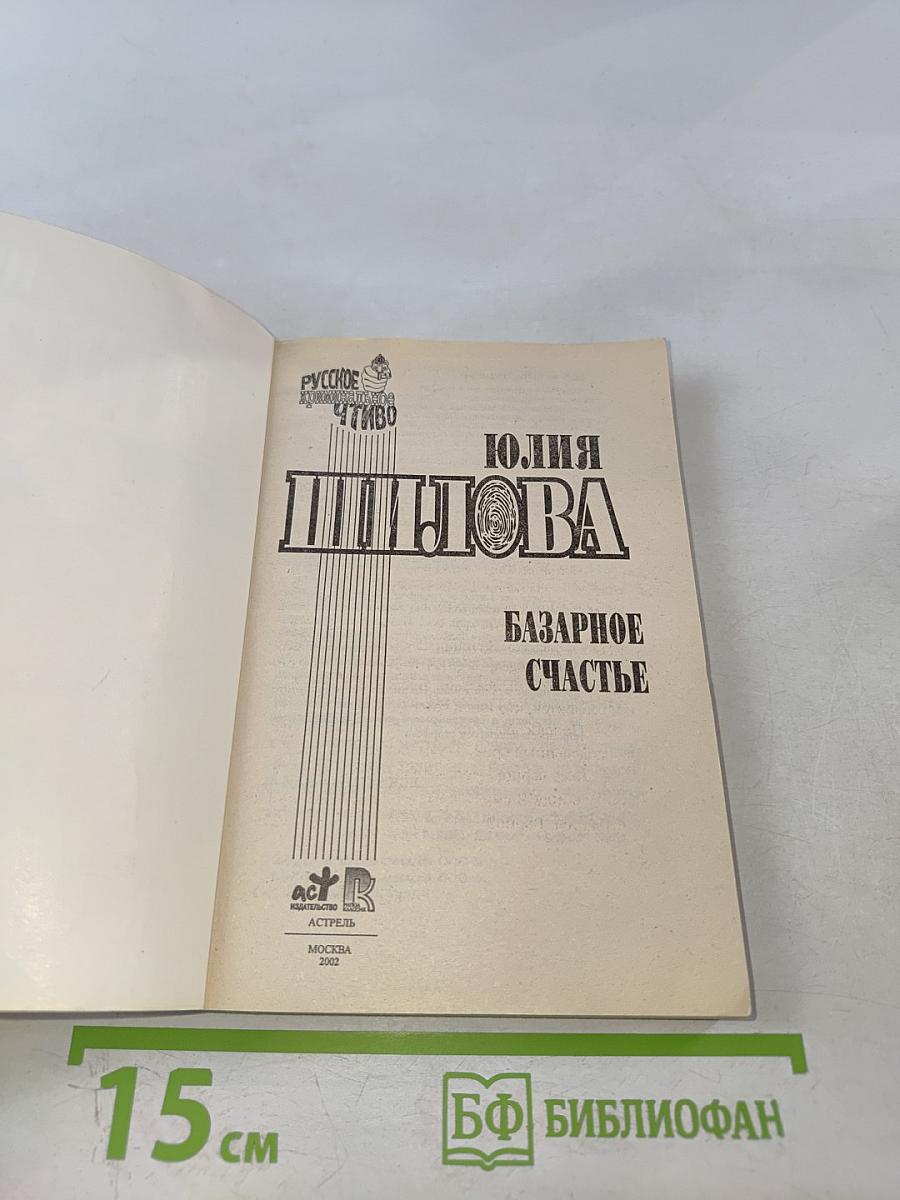 РУССКОЕ
криминальное
ЧТИВО
ЮЛИЯ
ШИЛОВА
БАЗАРНОЕ
СЧАСТЬЕ
аст
ИЗДАТЕЛЬСТВО
АСТРЕЛЬ
МОСКВА
2002
15 см
БФ БИБЛИОФАН